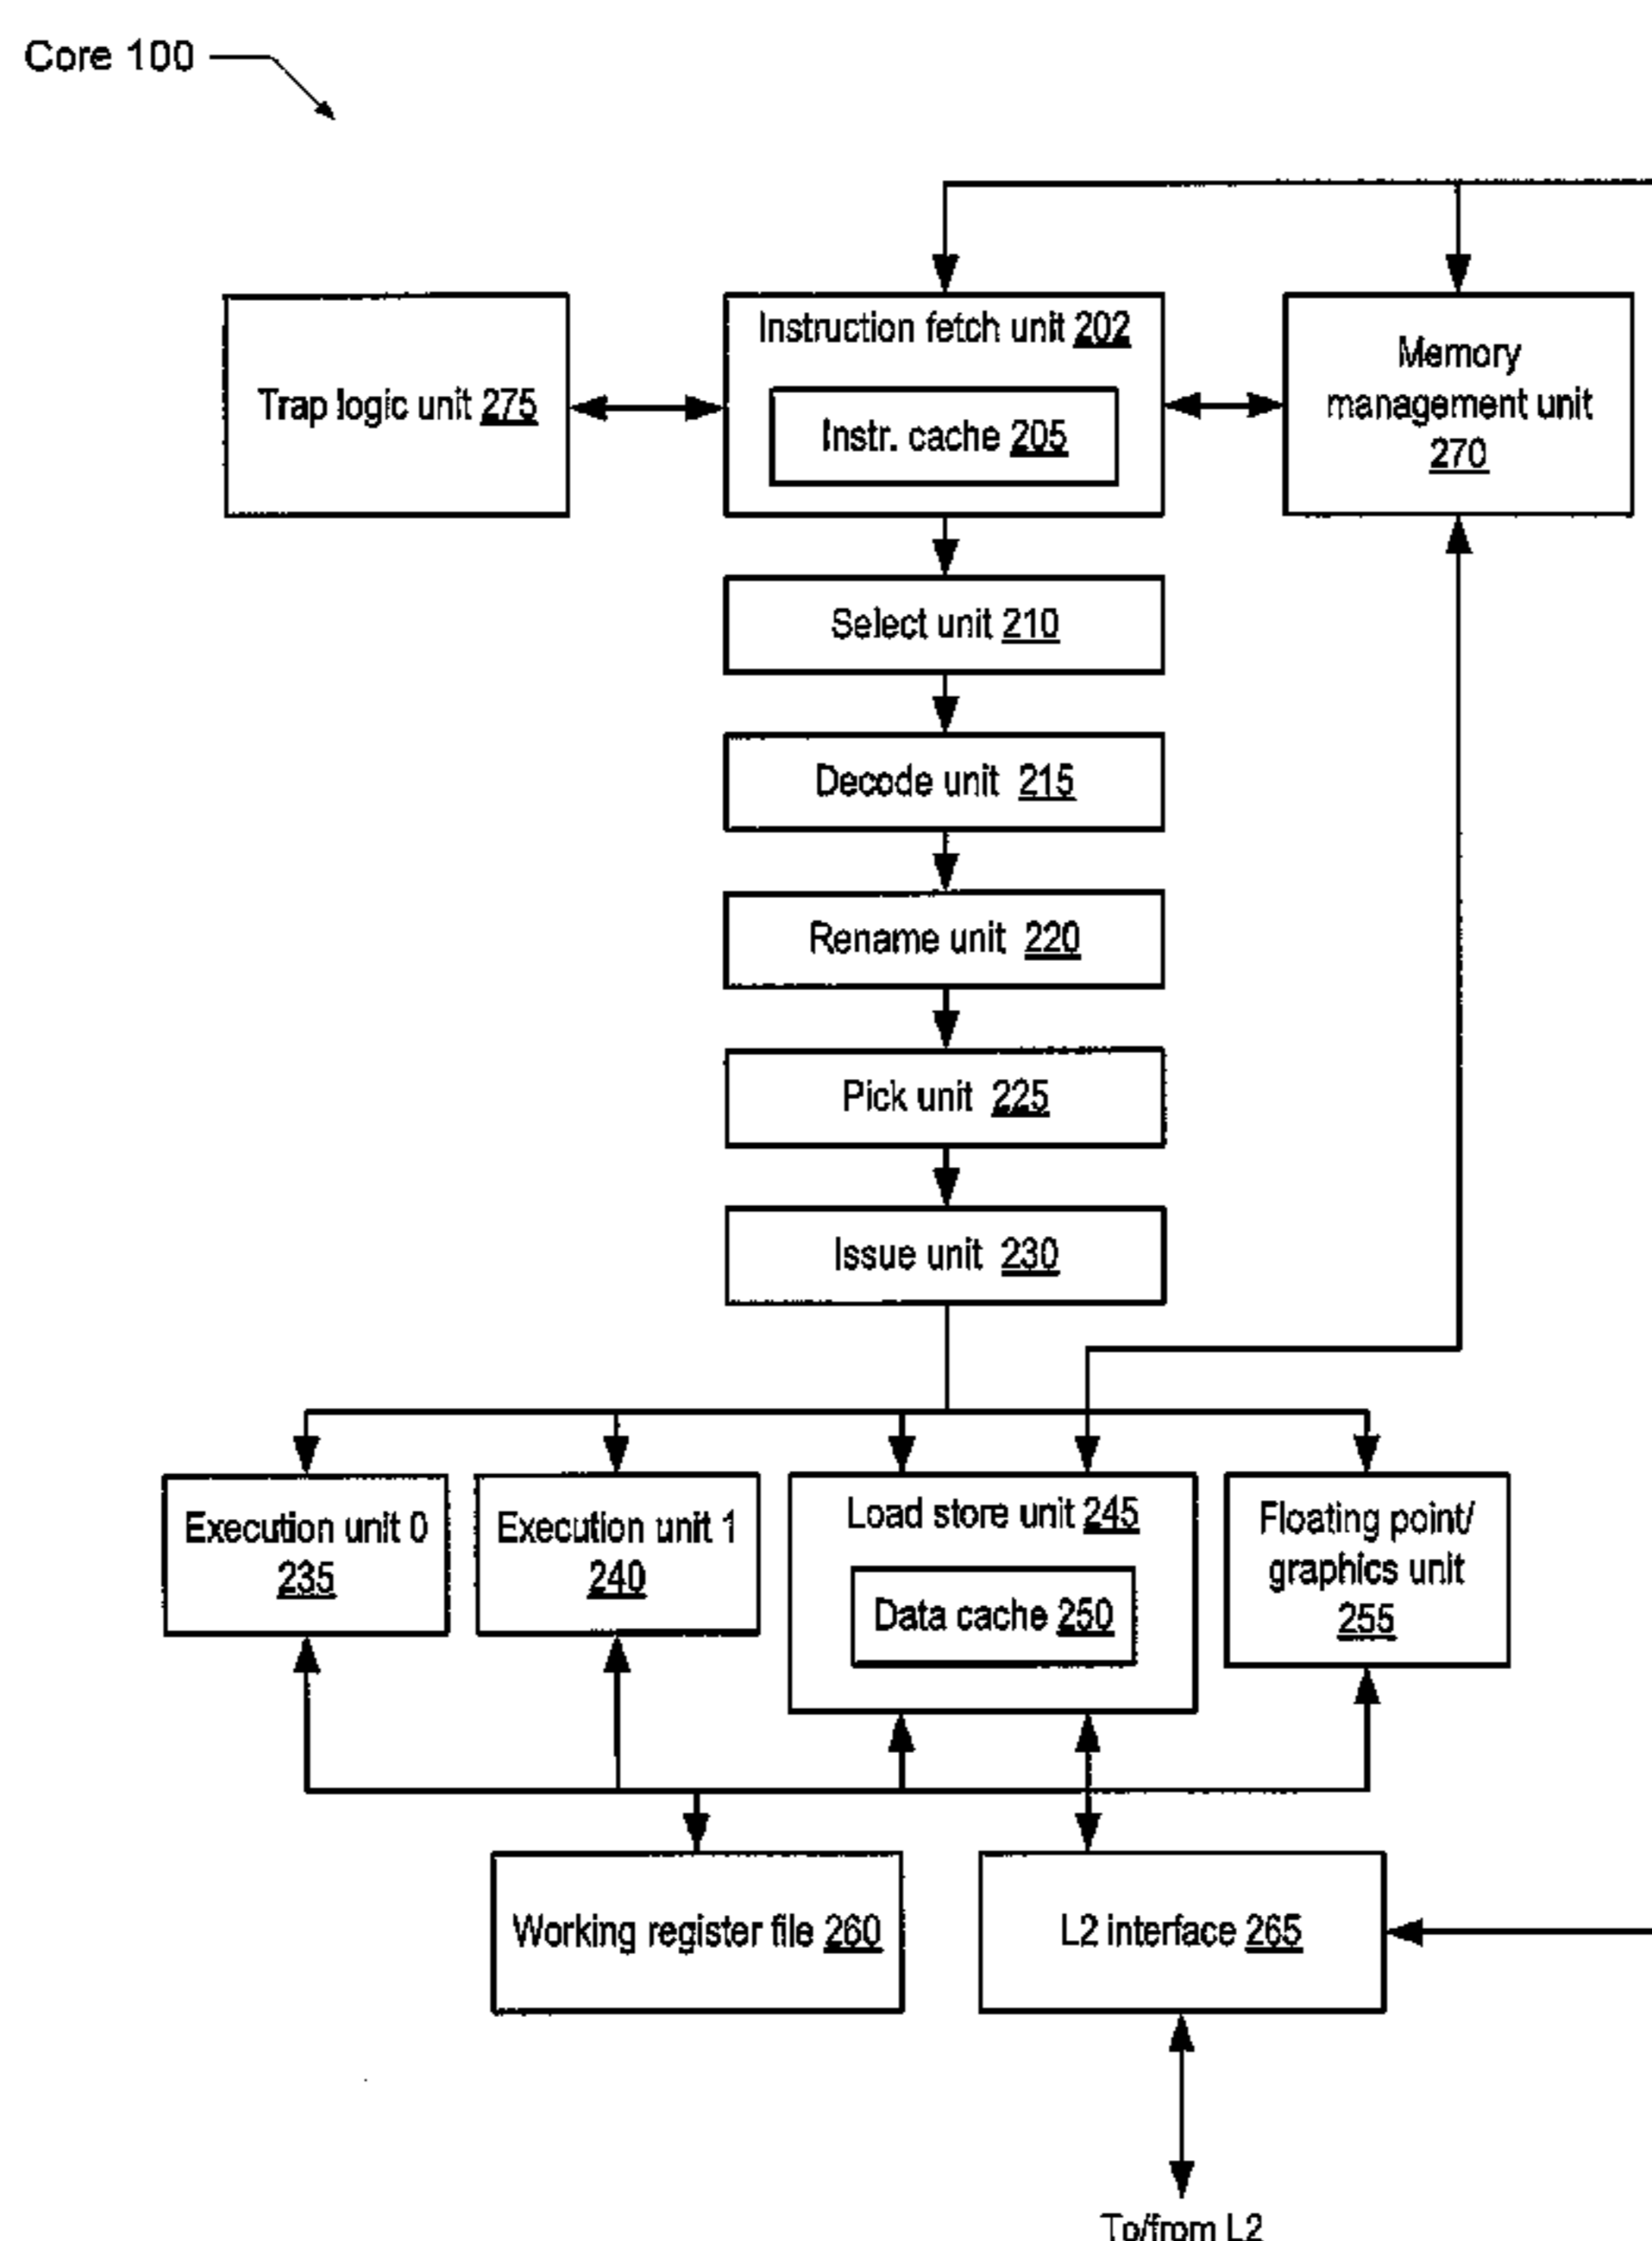 Core 100
Trap logic unit 275
Instruction fetch unit 202
Instr. cache 205
Memory
management unit
270
Select unit 210
Decode unit 215
Rename unit 220
Pick unit 225
Issue unit 230
Execution unit 0
235
Execution unit 1
240
Load store unit 245
Data cache 250
Floating point/
graphics unit
255
Working register file 260
L2 interface 265
To/from L2